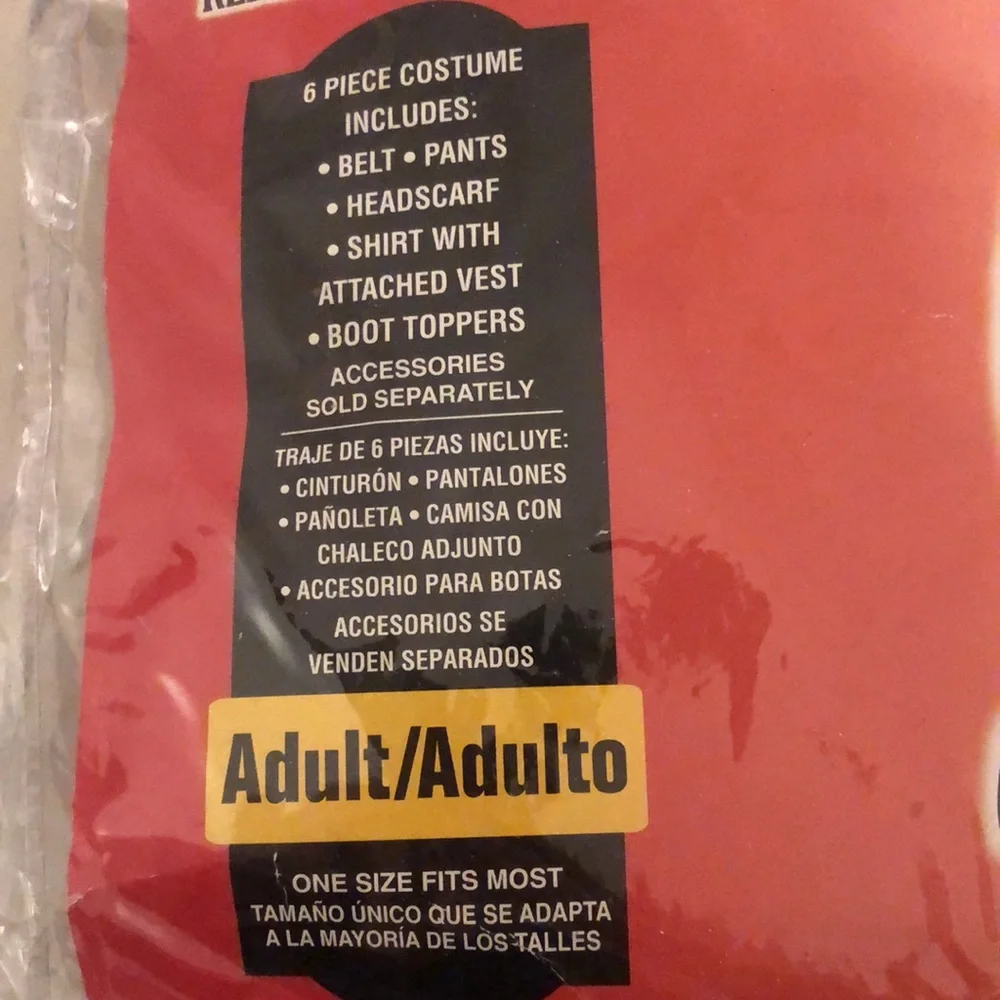 6 PIECE COSTUME
INCLUDES:
• BELT • PANTS
• HEADSCARF
• SHIRT WITH
ATTACHED VEST
• BOOT TOPPERS
ACCESSORIES
SOLD SEPARATELY
TRAJE DE 6 PIEZAS INCLUYE:
• CINTURÓN • PANTALONES
• PAÑOLETA • CAMISA CON
CHALECO ADJUNTO
• ACCESORIO PARA BOTAS
ACCESORIOS SE
VENDEN SEPARADOS
Adult/Adulto
ONE SIZE FITS MOST
TAMAÑO ÚNICO QUE SE ADAPTA
A LA MAYORÍA DE LOS TALLES